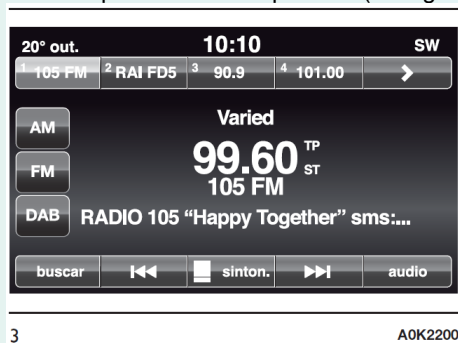 20° out. 10:10 SW
1 105 FM 2 RAI FD5 3 90.9 4 101.00
AM Varied
FM 99.60 TP ST
105 FM
DAB RADIO 105 “Happy Together” sms:...
buscar sinton. audio
3 A0K2200